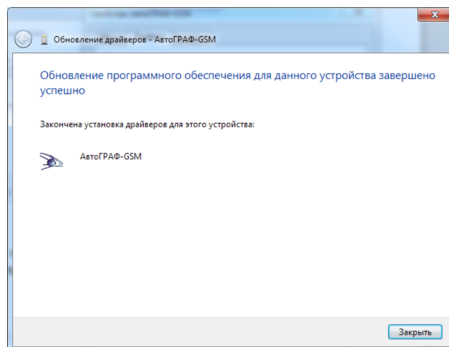 Обновление драйверов - АвтоГРАФ-GSM
Обновление программного обеспечения для данного устройства завершено
успешно
Закончена установка драйверов для этого устройства:
АвтоГРАФ-GSM
Закрыть